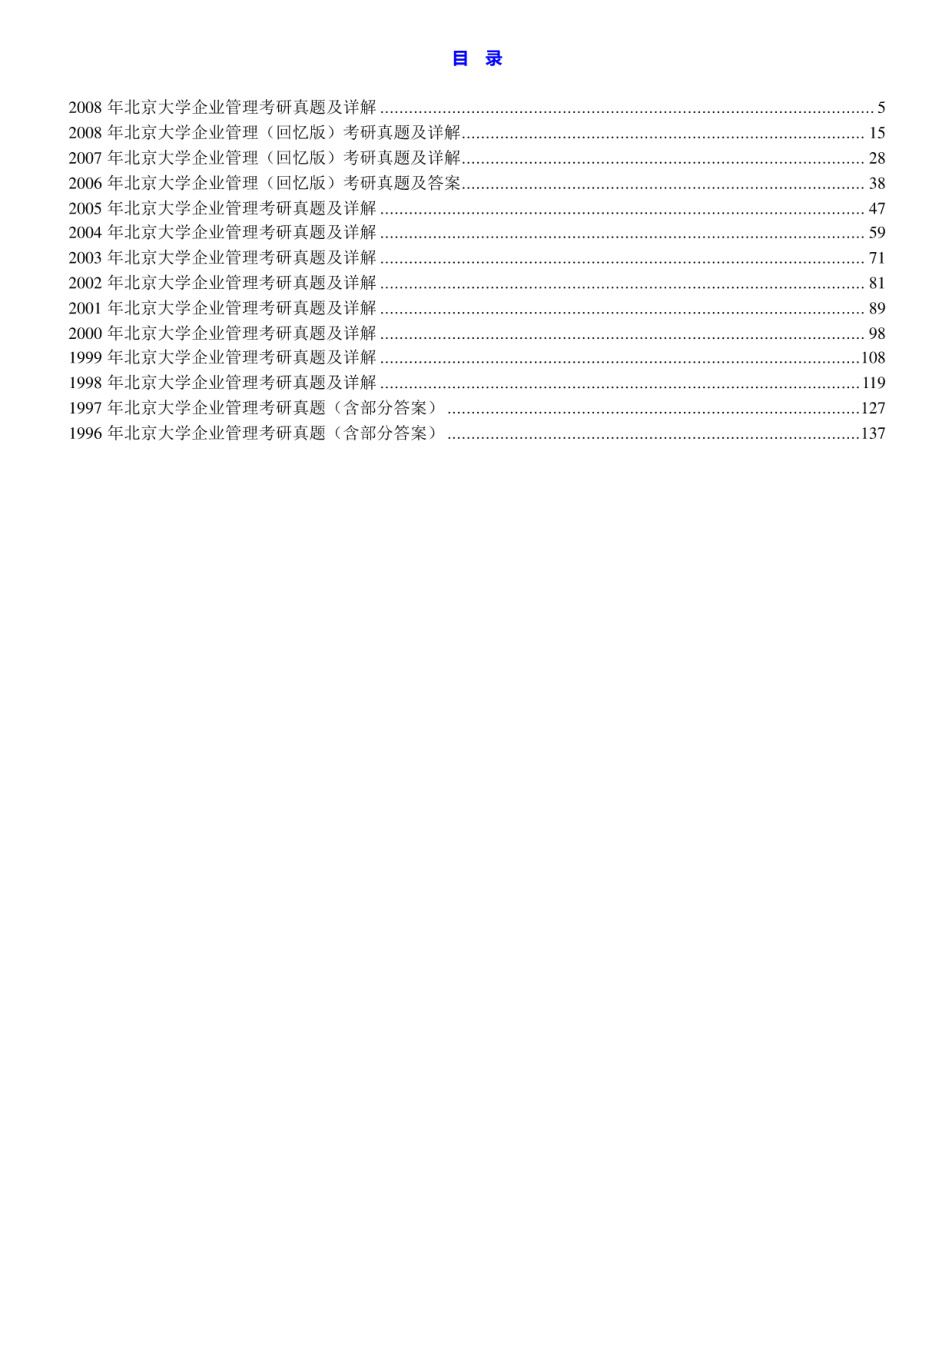 目 录
2008 年北京大学企业管理考研真题及详解 ........................................................................................................ 5
2008 年北京大学企业管理（回忆版）考研真题及详解..................................................................................... 15
2007 年北京大学企业管理（回忆版）考研真题及详解..................................................................................... 28
2006 年北京大学企业管理（回忆版）考研真题及答案..................................................................................... 38
2005 年北京大学企业管理考研真题及详解 ...................................................................................................... 47
2004 年北京大学企业管理考研真题及详解 ...................................................................................................... 59
2003 年北京大学企业管理考研真题及详解 ...................................................................................................... 71
2002 年北京大学企业管理考研真题及详解 ...................................................................................................... 81
2001 年北京大学企业管理考研真题及详解 ...................................................................................................... 89
2000 年北京大学企业管理考研真题及详解 ...................................................................................................... 98
1999 年北京大学企业管理考研真题及详解 .....................................................................................................108
1998 年北京大学企业管理考研真题及详解 .....................................................................................................119
1997 年北京大学企业管理考研真题（含部分答案） .......................................................................................127
1996 年北京大学企业管理考研真题（含部分答案） .......................................................................................137